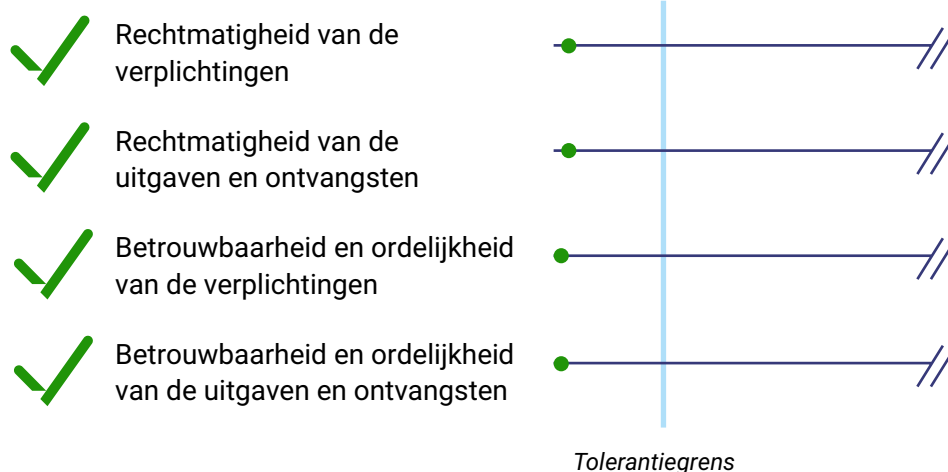 Rechtmatigheid van de
verplichtingen
Rechtmatigheid van de
uitgaven en ontvangsten
Betrouwbaarheid en ordelijkheid
van de verplichtingen
Betrouwbaarheid en ordelijkheid
van de uitgaven en ontvangsten
Tolerantiegrens